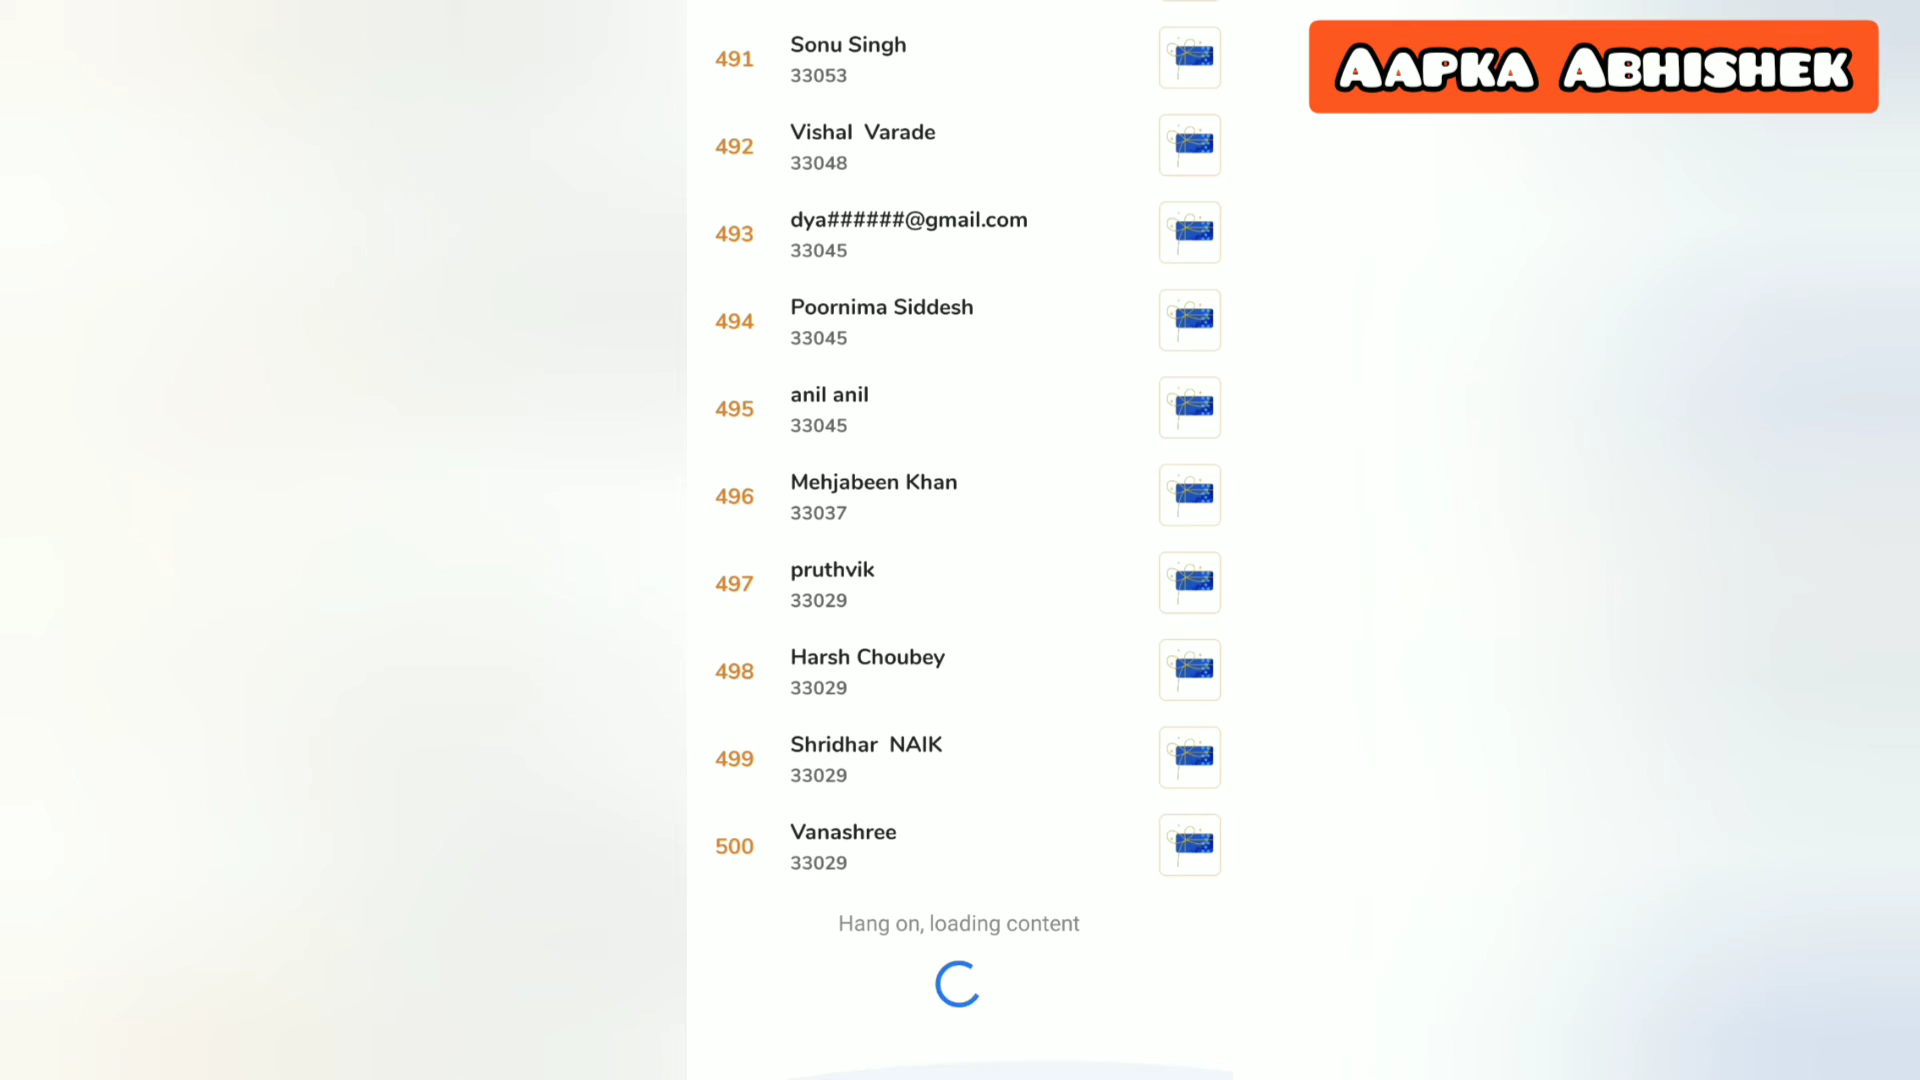 AAPKA ABHISHEK
491
Sonu Singh
33053
492
Vishal Varade
33048
493
dya######@gmail.com
33045
494
Poornima Siddesh
33045
495
anil anil
33045
496
Mehjabeen Khan
33037
497
pruthvik
33029
498
Harsh Choubey
33029
499
Shridhar NAIK
33029
500
Vanashree
33029
Hang on, loading content